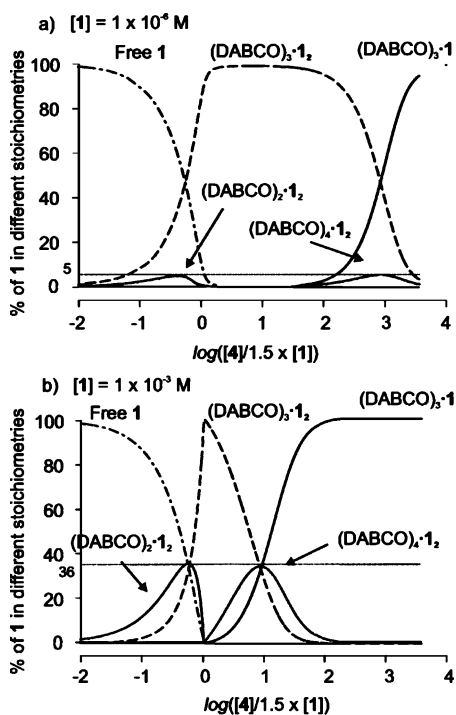 a) [1] = 1 x 10⁻⁶ M
Free 1
(DABCO)₃·1₂
(DABCO)₃·1
% of 1 in different stoichiometries
100
80
60
40
20
5
0
(DABCO)₂·1₂
(DABCO)₄·1₂
-2 -1 0 1 2 3 4
log([4]/1.5 x [1])
b) [1] = 1 x 10⁻³ M
Free 1
(DABCO)₃·1₂
(DABCO)₃·1
% of 1 in different stoichiometries
100
80
60
40
36
20
0
(DABCO)₂·1₂
(DABCO)₄·1₂
-2 -1 0 1 2 3 4
log([4]/1.5 x [1])